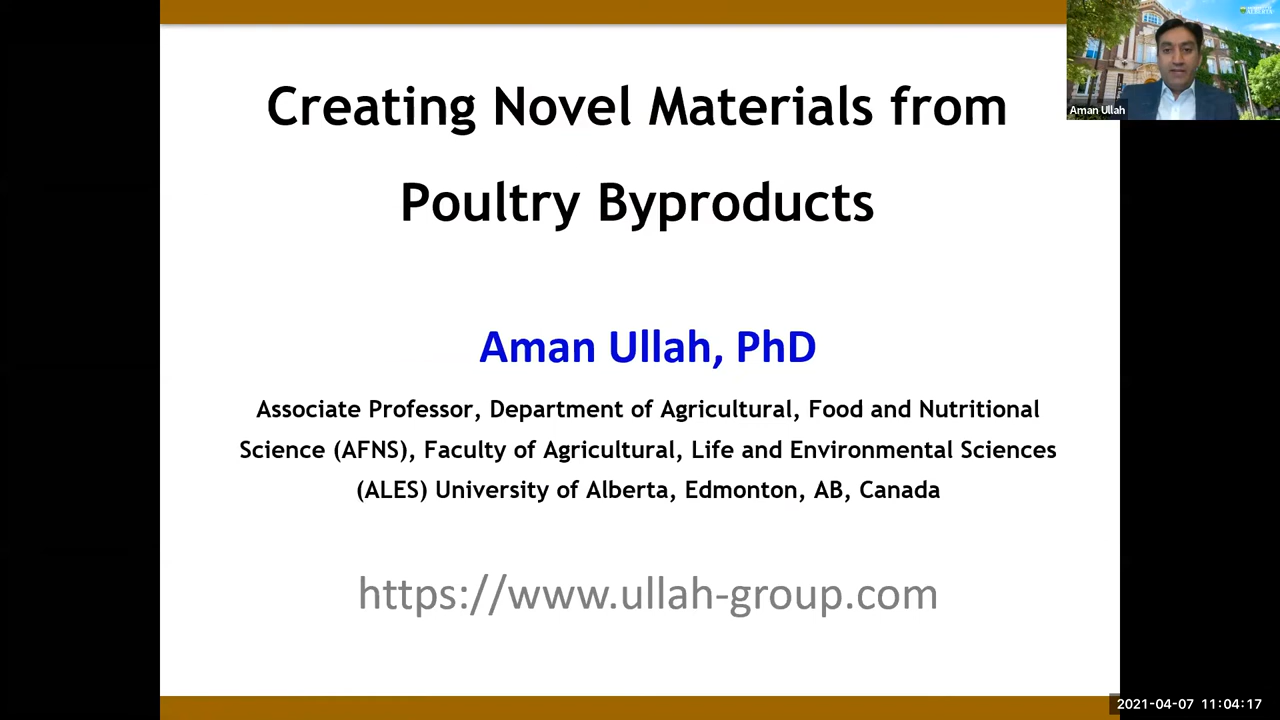 Creating Novel Materials from
Poultry Byproducts
Aman Ullah, PhD
Associate Professor, Department of Agricultural, Food and Nutritional
Science (AFNS), Faculty of Agricultural, Life and Environmental Sciences
(ALES) University of Alberta, Edmonton, AB, Canada
https://www.ullah-group.com
Aman Ullah
ALBERTA
2021-04-07 11:04:17